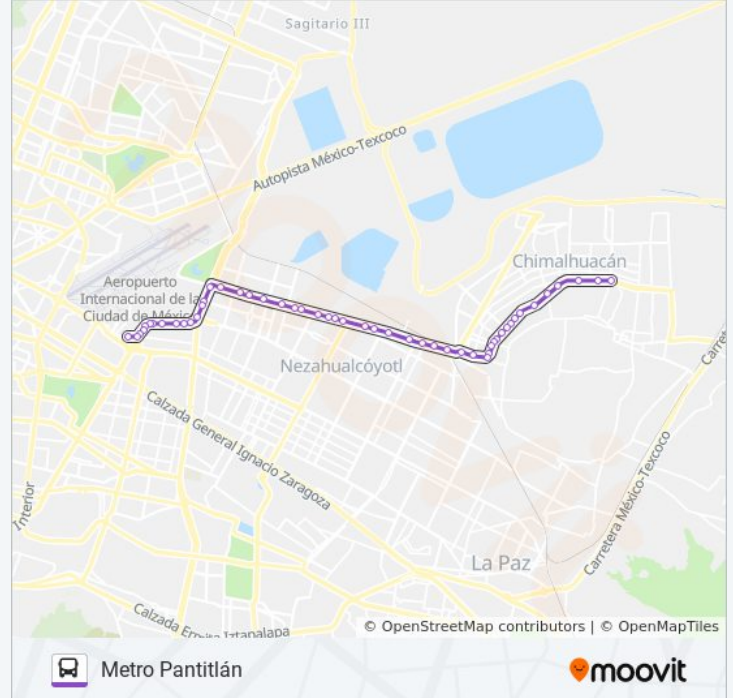 Sagitario III
Autopista México-Texcoco
Chimalhuacán
Aeropuerto
Internacional de la
Ciudad de México
Nezahualcóyotl
Carret
Calzada General Ignacio Zaragoza
Interior
Carretera México-Texcoco
La Paz
Calzada Ermita Iztapalapa
© OpenStreetMap contributors | © OpenMapTiles
Metro Pantitlán
moovit